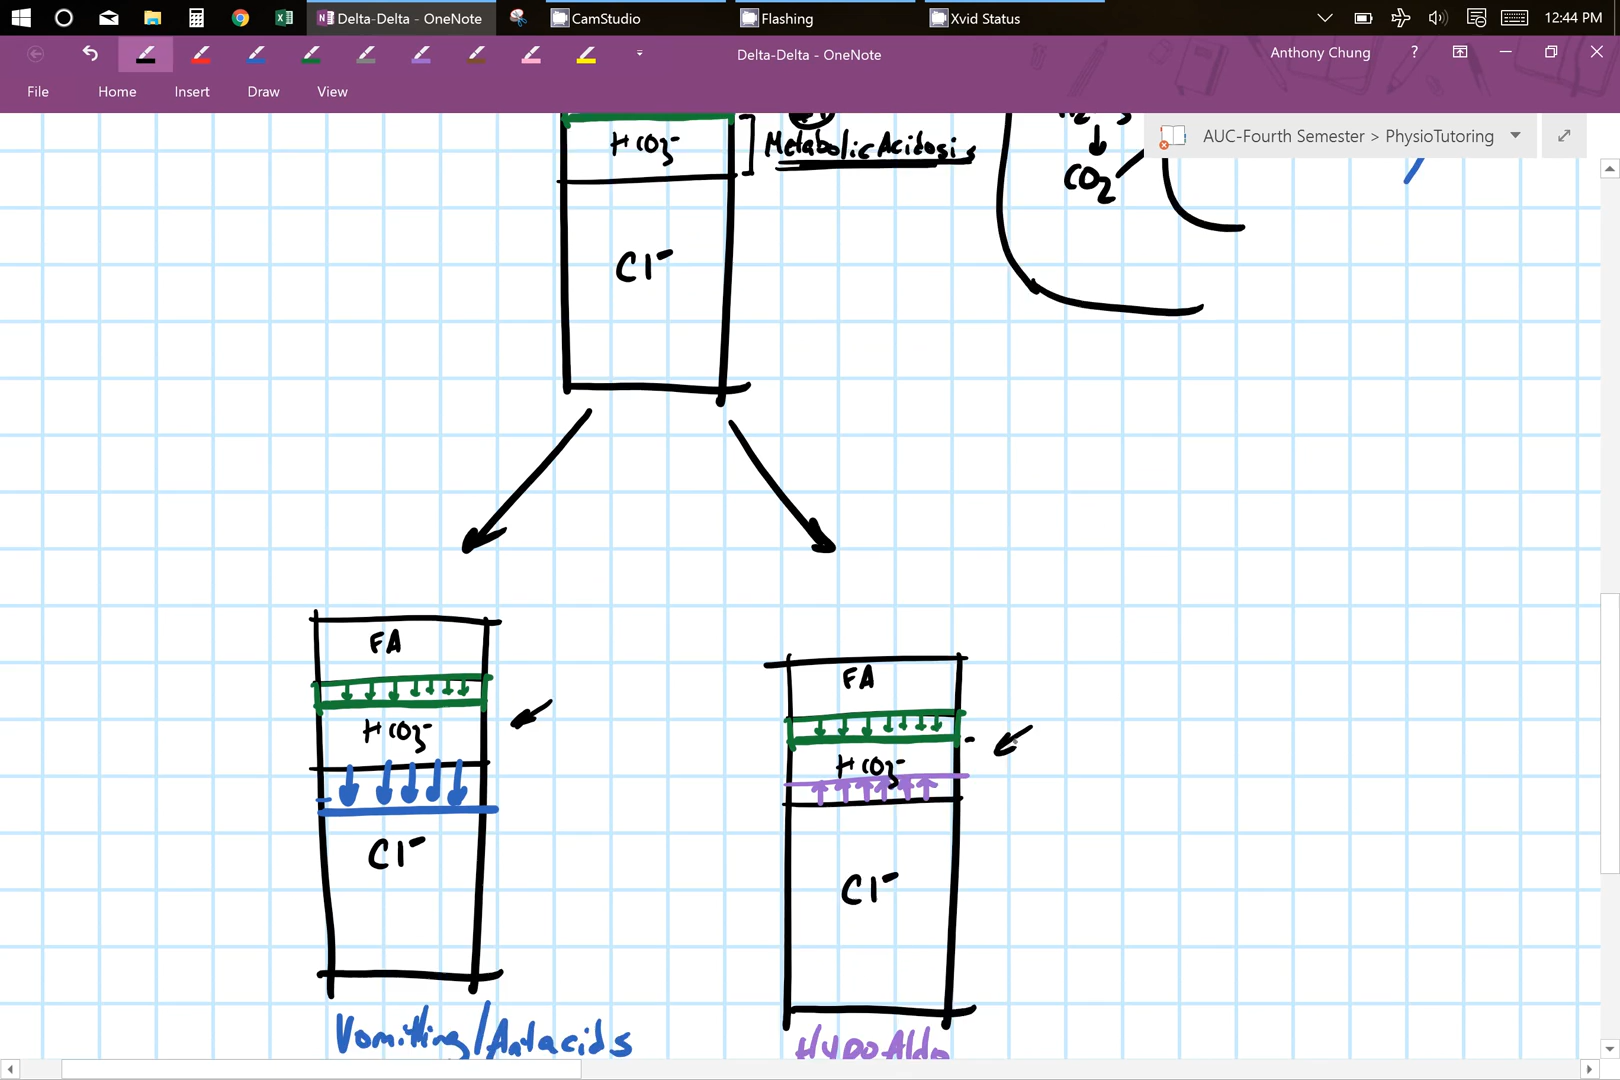 Delta-Delta - OneNote
CamStudio
Flashing
Xvid Status
12:44 PM
Delta-Delta - OneNote
Anthony Chung
?
File
Home
Insert
Draw
View
AUC-Fourth Semester > PhysioTutoring
HCO3-
Metabolic Acidosis
CO2
Cl-
FA
HCO3-
Cl-
Vomitting/Antacids
FA
HCO3-
Cl-
HypoAldo